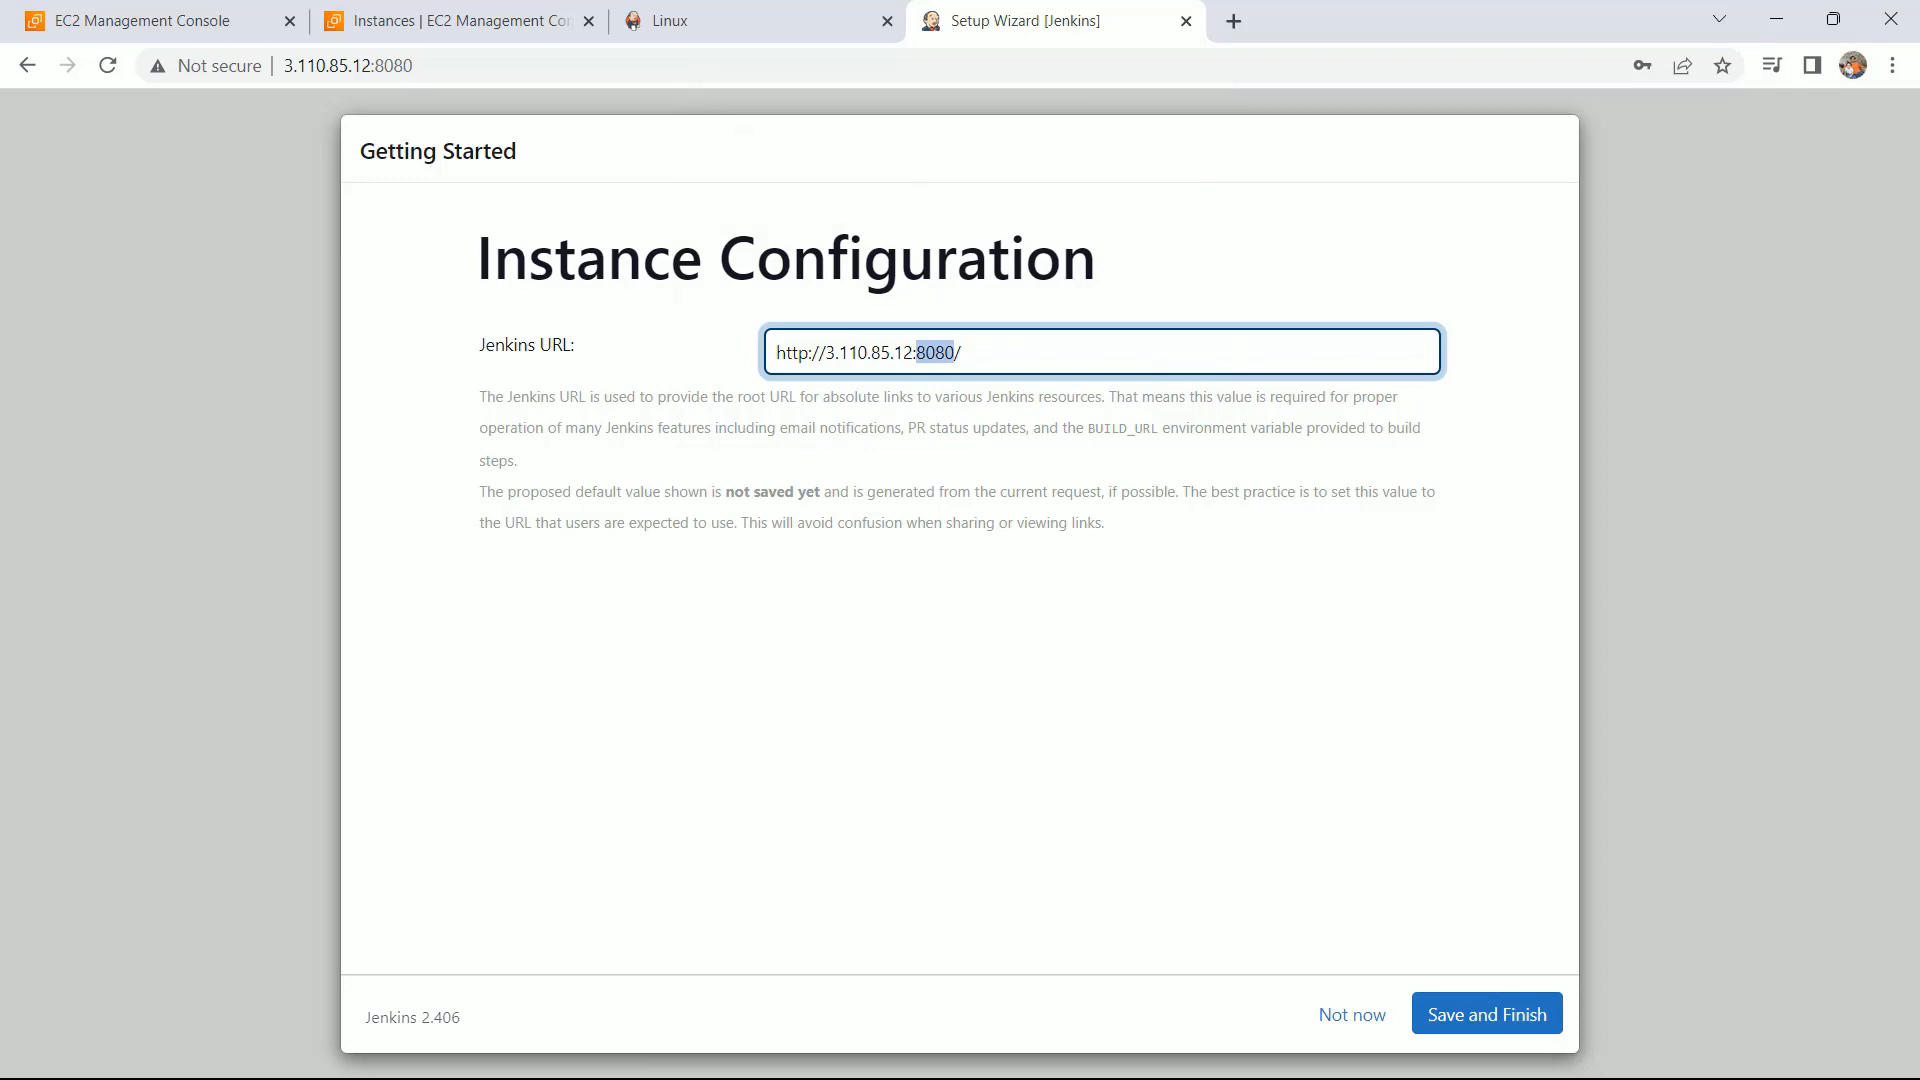 EC2 Management Console
Instances | EC2 Management Con
Linux
Setup Wizard [Jenkins]
Not secure | 3.110.85.12:8080
Getting Started
Instance Configuration
Jenkins URL:
http://3.110.85.12:8080/
The Jenkins URL is used to provide the root URL for absolute links to various Jenkins resources. That means this value is required for proper
operation of many Jenkins features including email notifications, PR status updates, and the BUILD_URL environment variable provided to build
steps.
The proposed default value shown is not saved yet and is generated from the current request, if possible. The best practice is to set this value to
the URL that users are expected to use. This will avoid confusion when sharing or viewing links.
Jenkins 2.406
Not now
Save and Finish